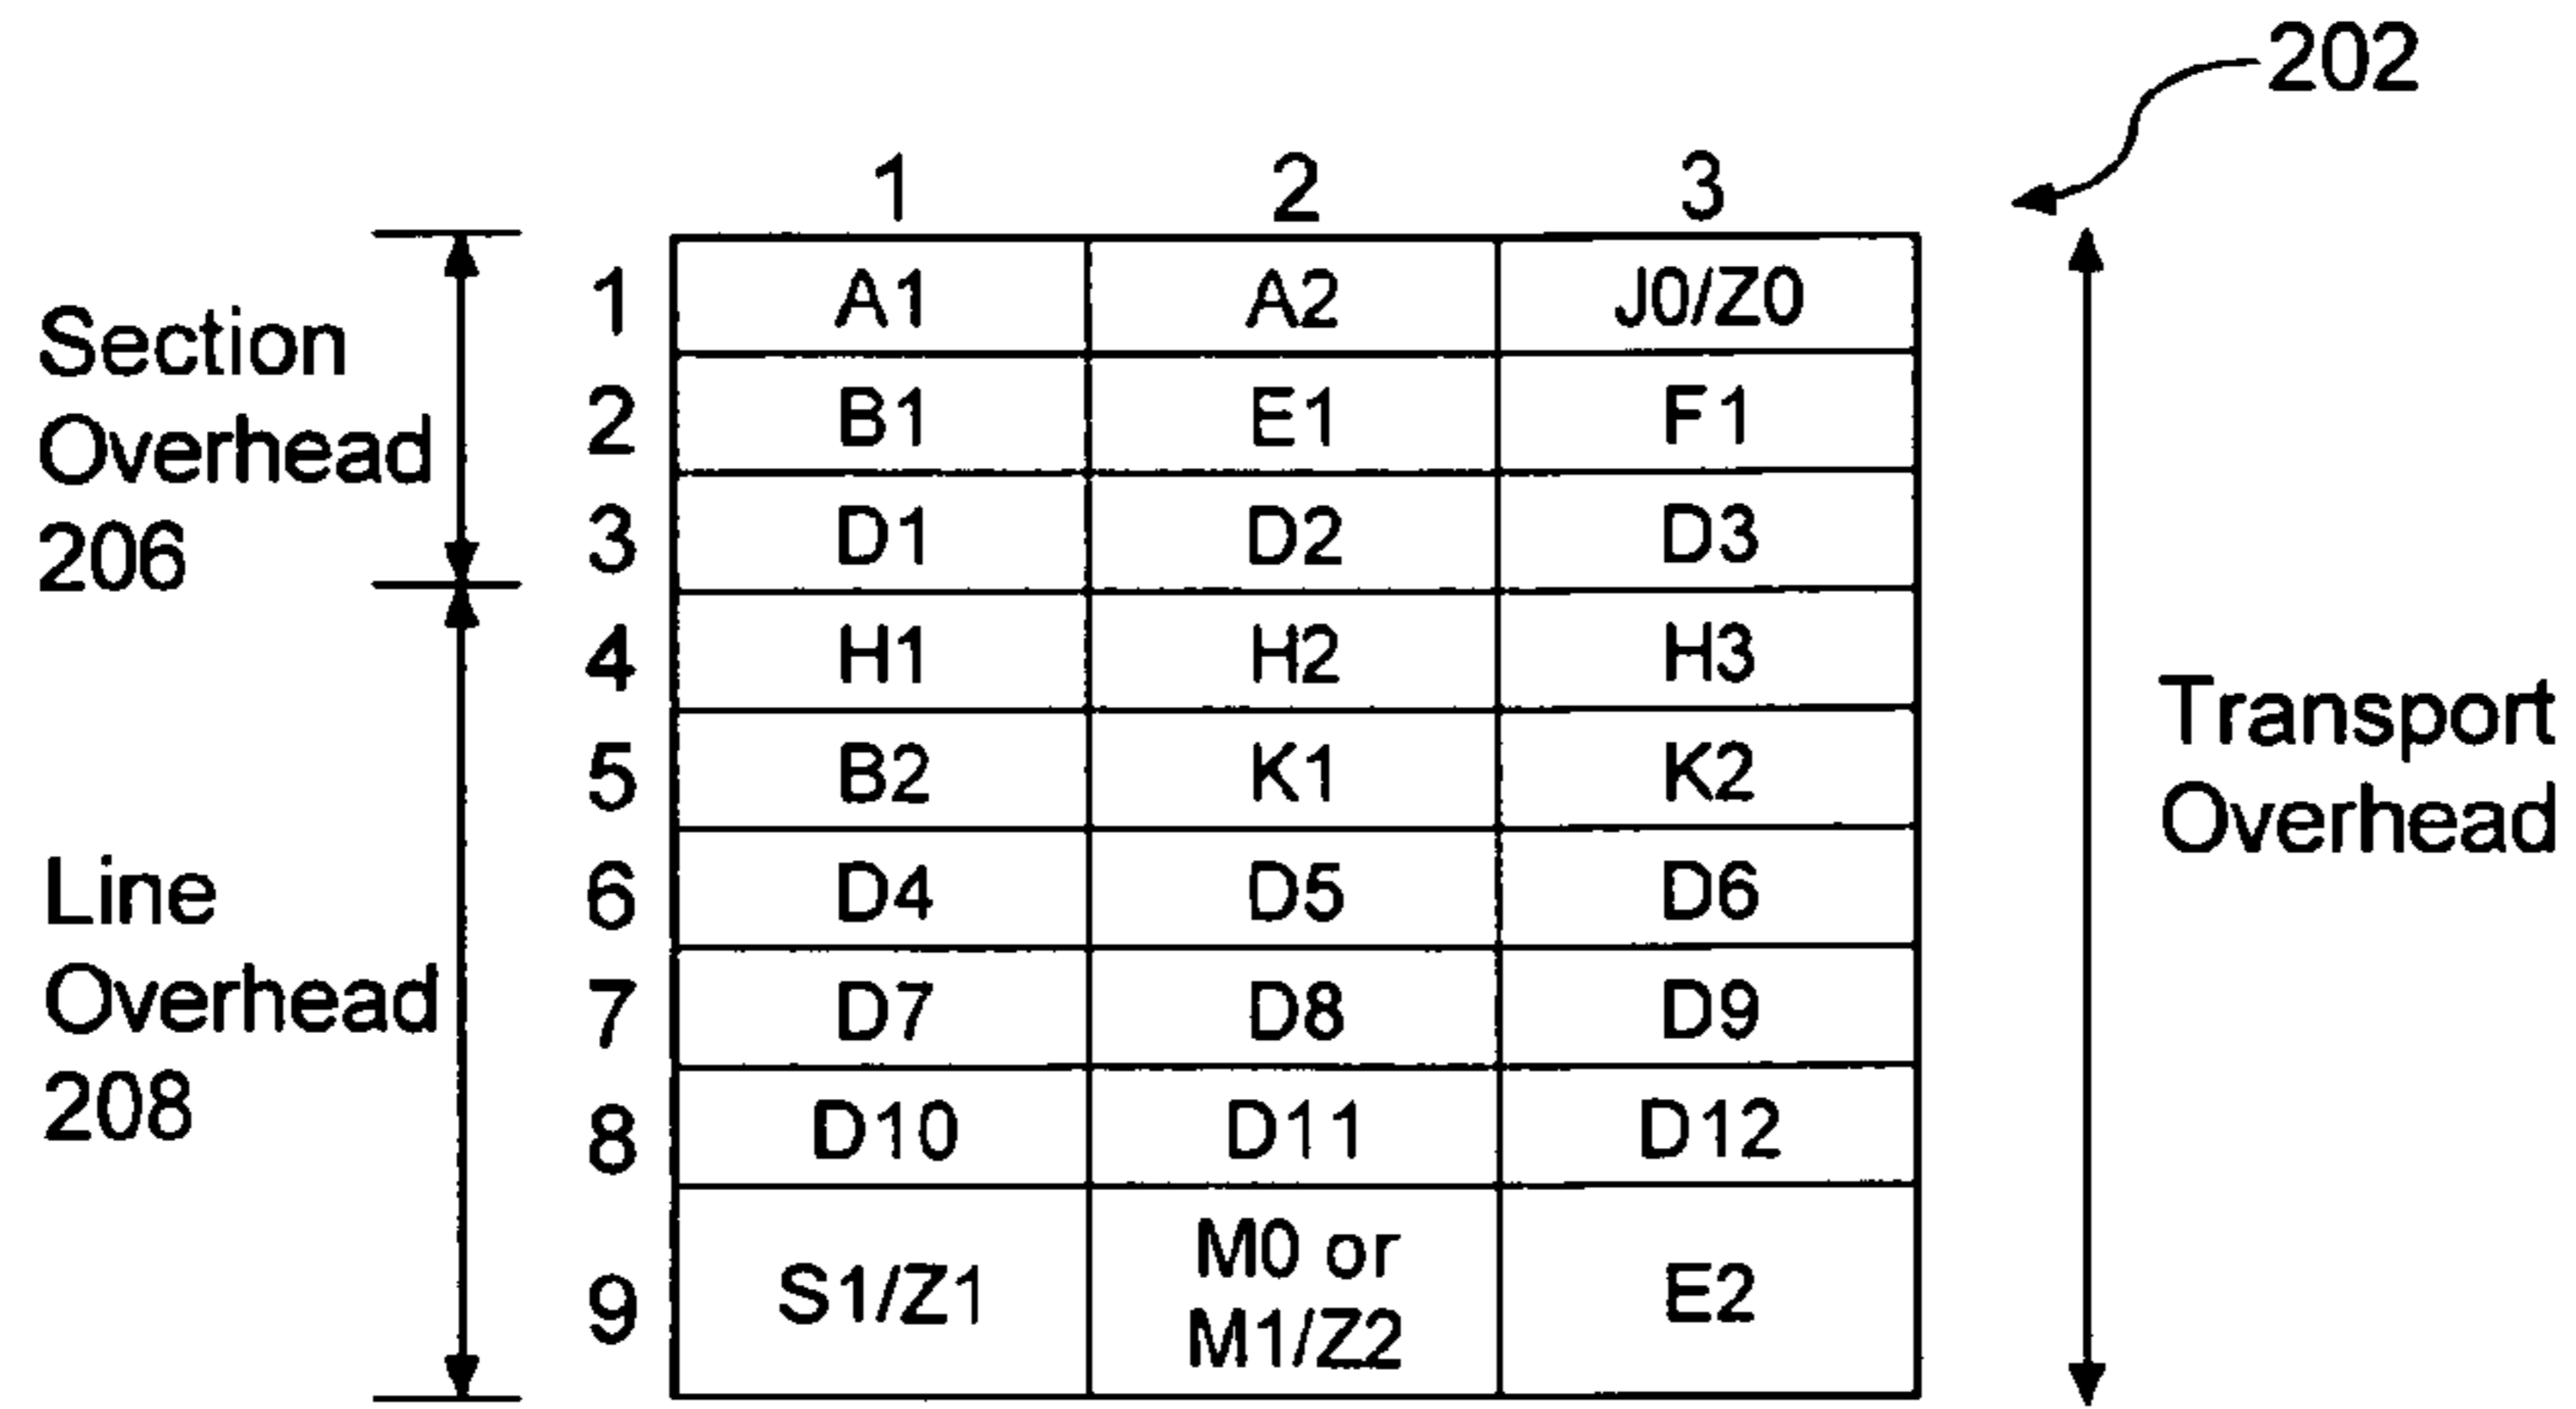 202
1 2 3
1 A1 A2 J0/Z0
2 B1 E1 F1
3 D1 D2 D3
4 H1 H2 H3
5 B2 K1 K2
6 D4 D5 D6
7 D7 D8 D9
8 D10 D11 D12
9 S1/Z1 M0 or M1/Z2 E2
Section
Overhead
206
Line
Overhead
208
Transport
Overhead